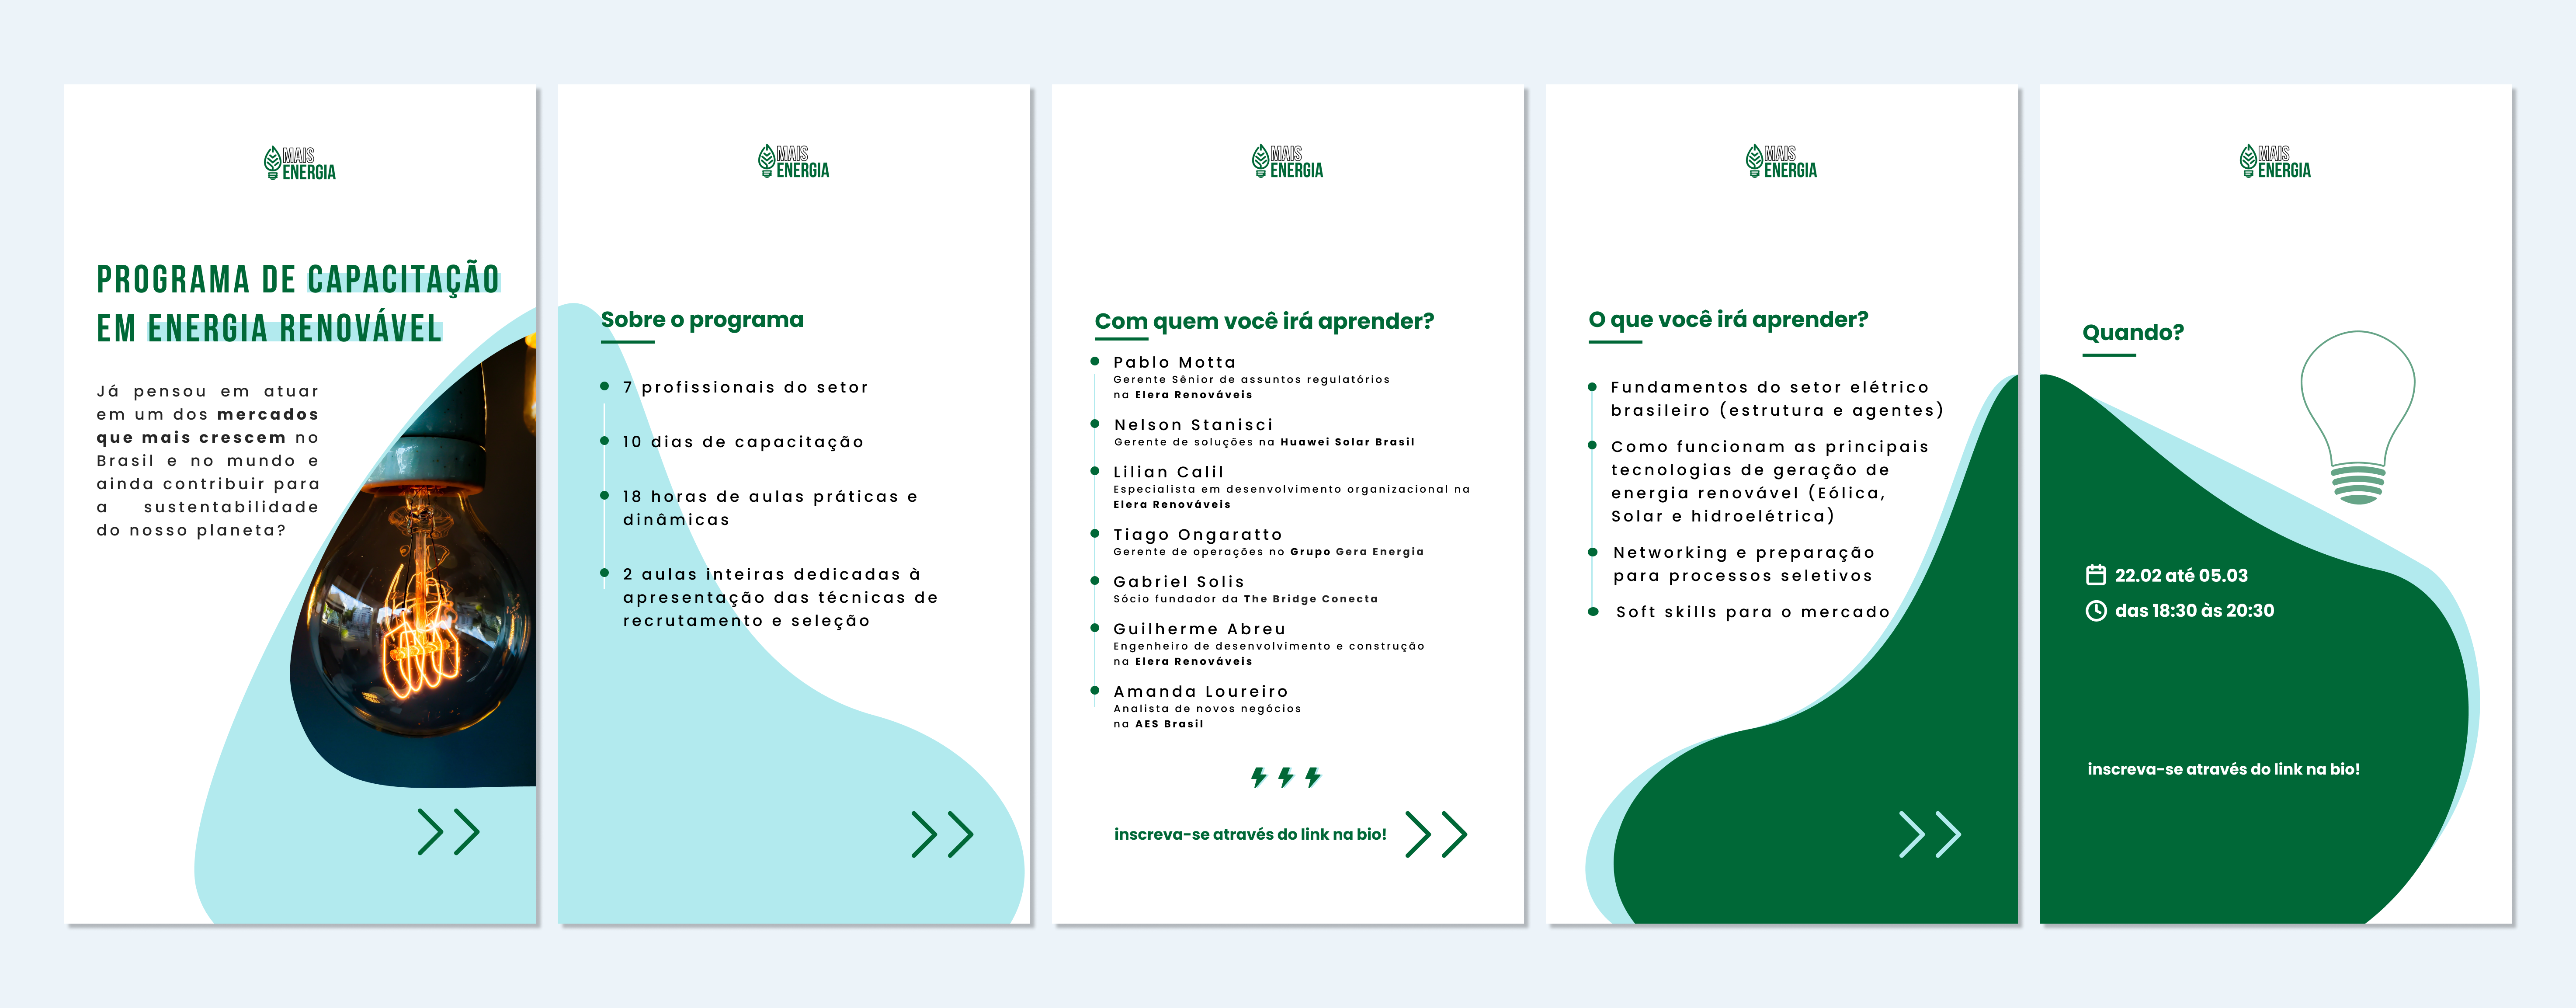 MAIS
ENERGIA
PROGRAMA DE CAPACITAÇÃO
EM ENERGIA RENOVÁVEL
Já pensou em atuar
em um dos mercados
que mais crescem no
Brasil e no mundo e
ainda contribuir para
a sustentabilidade
do nosso planeta?
MAIS
ENERGIA
Sobre o programa
7 profissionais do setor
10 dias de capacitação
18 horas de aulas práticas e
dinâmicas
2 aulas inteiras dedicadas à
apresentação das técnicas de
recrutamento e seleção
MAIS
ENERGIA
Com quem você irá aprender?
Pablo Motta
Gerente Sênior de assuntos regulatórios
na Elera Renováveis
Nelson Stanisci
Gerente de soluções na Huawei Solar Brasil
Lilian Calil
Especialista em desenvolvimento organizacional na
Elera Renováveis
Tiago Ongaratto
Gerente de operações no Grupo Gera Energia
Gabriel Solis
Sócio fundador da The Bridge Conecta
Guilherme Abreu
Engenheiro de desenvolvimento e construção
na Elera Renováveis
Amanda Loureiro
Analista de novos negócios
na AES Brasil
inscreva-se através do link na bio!
MAIS
ENERGIA
O que você irá aprender?
Fundamentos do setor elétrico
brasileiro (estrutura e agentes)
Como funcionam as principais
tecnologias de geração de
energia renovável (Eólica,
Solar e hidroelétrica)
Networking e preparação
para processos seletivos
Soft skills para o mercado
MAIS
ENERGIA
Quando?
22.02 até 05.03
das 18:30 às 20:30
inscreva-se através do link na bio!